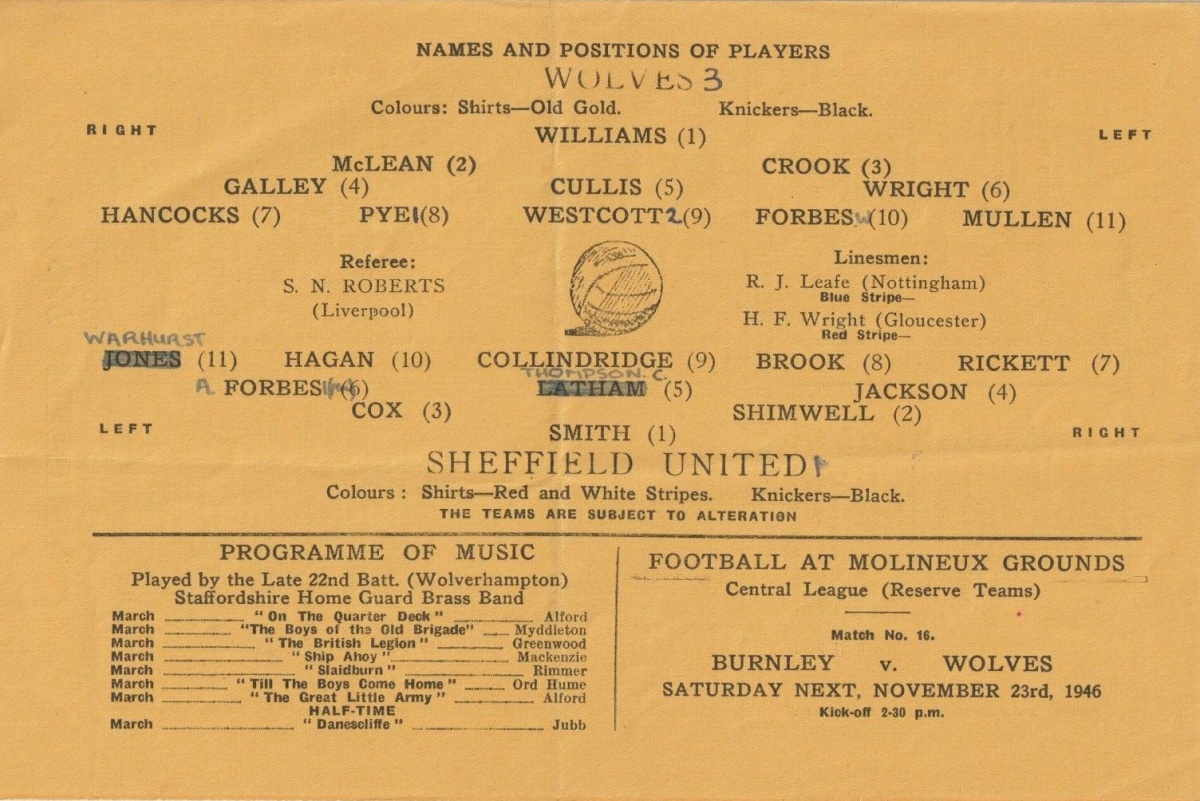 NAMES AND POSITIONS OF PLAYERS
WOLVES 3
Colours: Shirts—Old Gold. Knickers—Black.
RIGHT
WILLIAMS (1)
LEFT
McLEAN (2) CROOK (3)
GALLEY (4) CULLIS (5) WRIGHT (6)
HANCOCKS (7) PYE 1 (8) WESTCOTT 2 (9) FORBES W (10) MULLEN (11)
Referee:
S. N. ROBERTS
(Liverpool)
Linesmen:
R. J. Leafe (Nottingham)
Blue Stripe—
H. F. Wright (Gloucester)
Red Stripe—
WARHURST
JONES (11) HAGAN (10) COLLINDRIDGE (9) BROOK (8) RICKETT (7)
THOMPSON C
A FORBES (6) LATHAM (5) JACKSON (4)
COX (3) SHIMWELL (2)
LEFT
SMITH (1)
RIGHT
SHEFFIELD UNITED 1
Colours: Shirts—Red and White Stripes. Knickers—Black.
THE TEAMS ARE SUBJECT TO ALTERATION
PROGRAMME OF MUSIC
Played by the Late 22nd Batt. (Wolverhampton)
Staffordshire Home Guard Brass Band
March "On The Quarter Deck" Alford
March "The Boys of the Old Brigade" Myddleton
March "The British Legion" Greenwood
March "Ship Ahoy" Mackenzie
March "Slaidburn" Rimmer
March "Till The Boys Come Home" Ord Hume
March "The Great Little Army" Alford
HALF-TIME
March "Danescliffe" Jubb
FOOTBALL AT MOLINEUX GROUNDS
Central League (Reserve Teams)
Match No. 16.
BURNLEY v. WOLVES
SATURDAY NEXT, NOVEMBER 23rd, 1946
Kick-off 2-30 p.m.